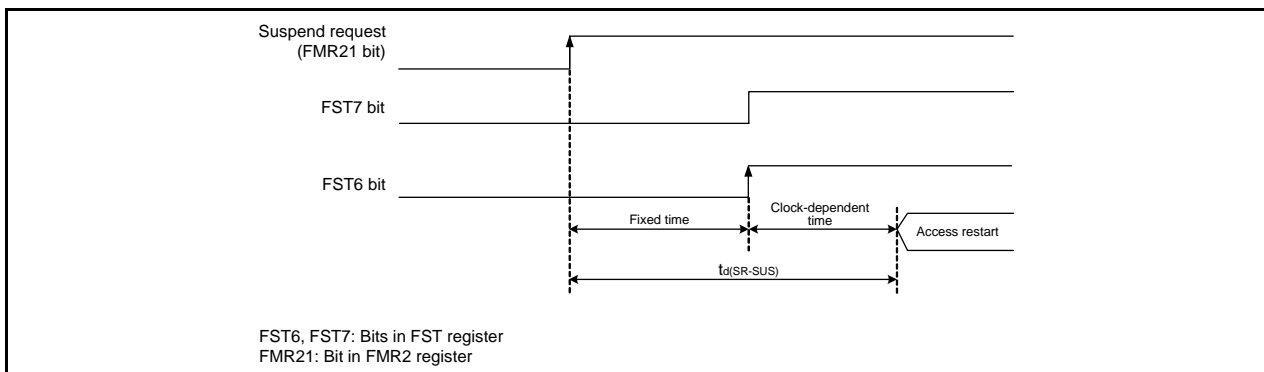 Suspend request
(FMR21 bit)
FST7 bit
FST6 bit
Fixed time
Clock-dependent
time
Access restart
td(SR-SUS)
FST6, FST7: Bits in FST register
FMR21: Bit in FMR2 register